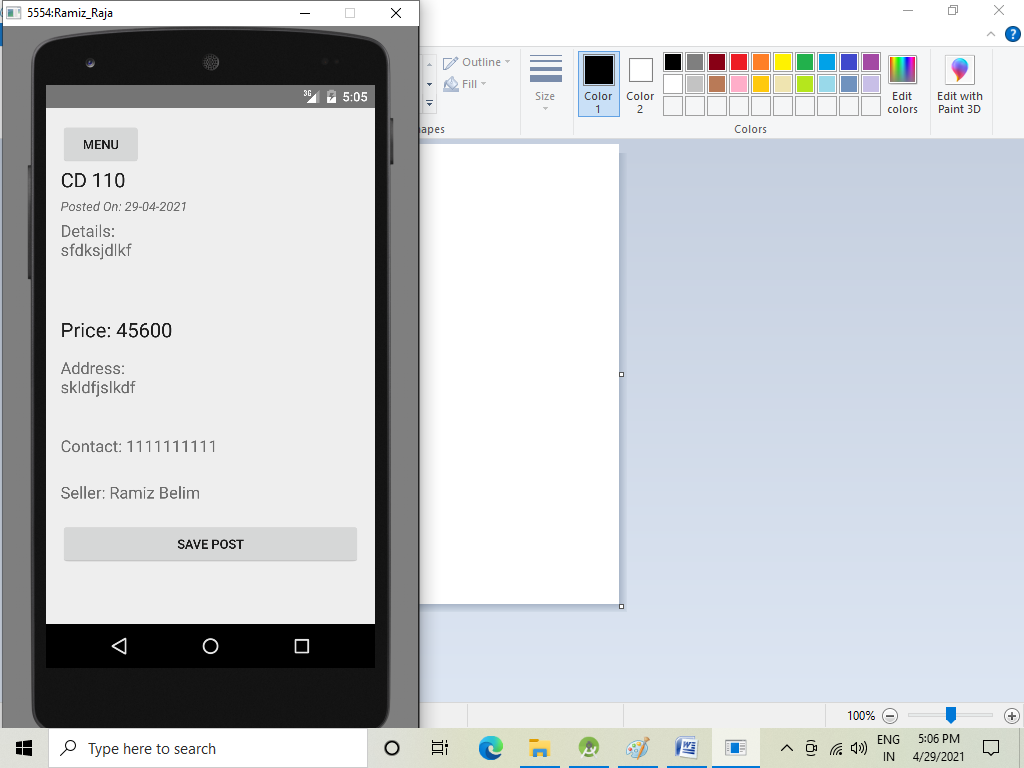 5554:Ramiz_Raja
3G 5:05
MENU
CD 110
Posted On: 29-04-2021
Details:
sfdksjdlkf
Price: 45600
Address:
skldfjslkdf
Contact: 1111111111
Seller: Ramiz Belim
SAVE POST
Outline
Fill
apes
Size
Color
1
Color
2
Edit
colors
Edit with
Paint 3D
Colors
100%
Type here to search
ENG
IN
5:06 PM
4/29/2021